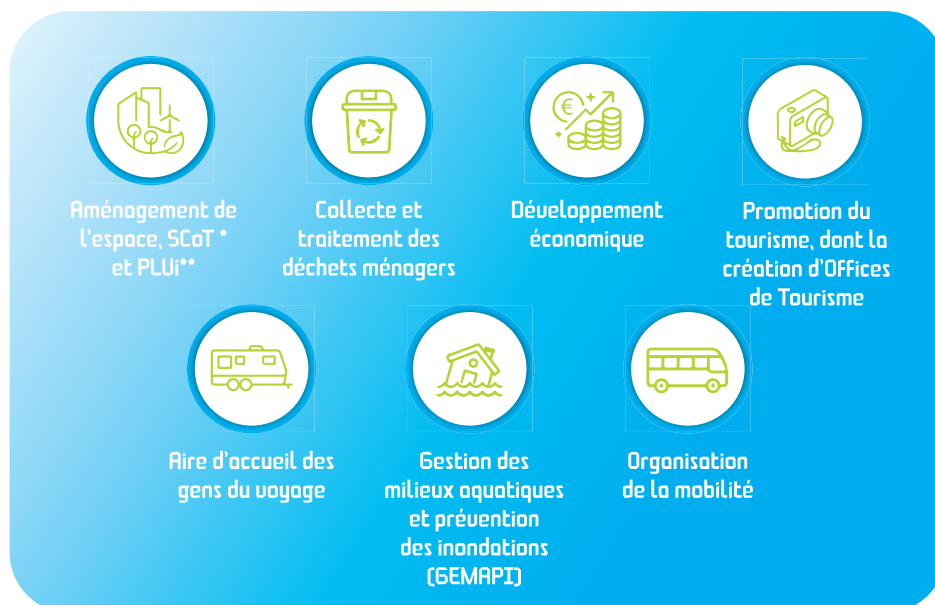 Aménagement de
l'espace, SCoT *
et PLUi**
Collecte et
traitement des
déchets ménagers
Développement
économique
Promotion du
tourisme, dont la
création d'Offices
de Tourisme
Aire d'accueil des
gens du voyage
Gestion des
milieux aquatiques
et prévention
des inondations
(GEMAPI)
Organisation
de la mobilité